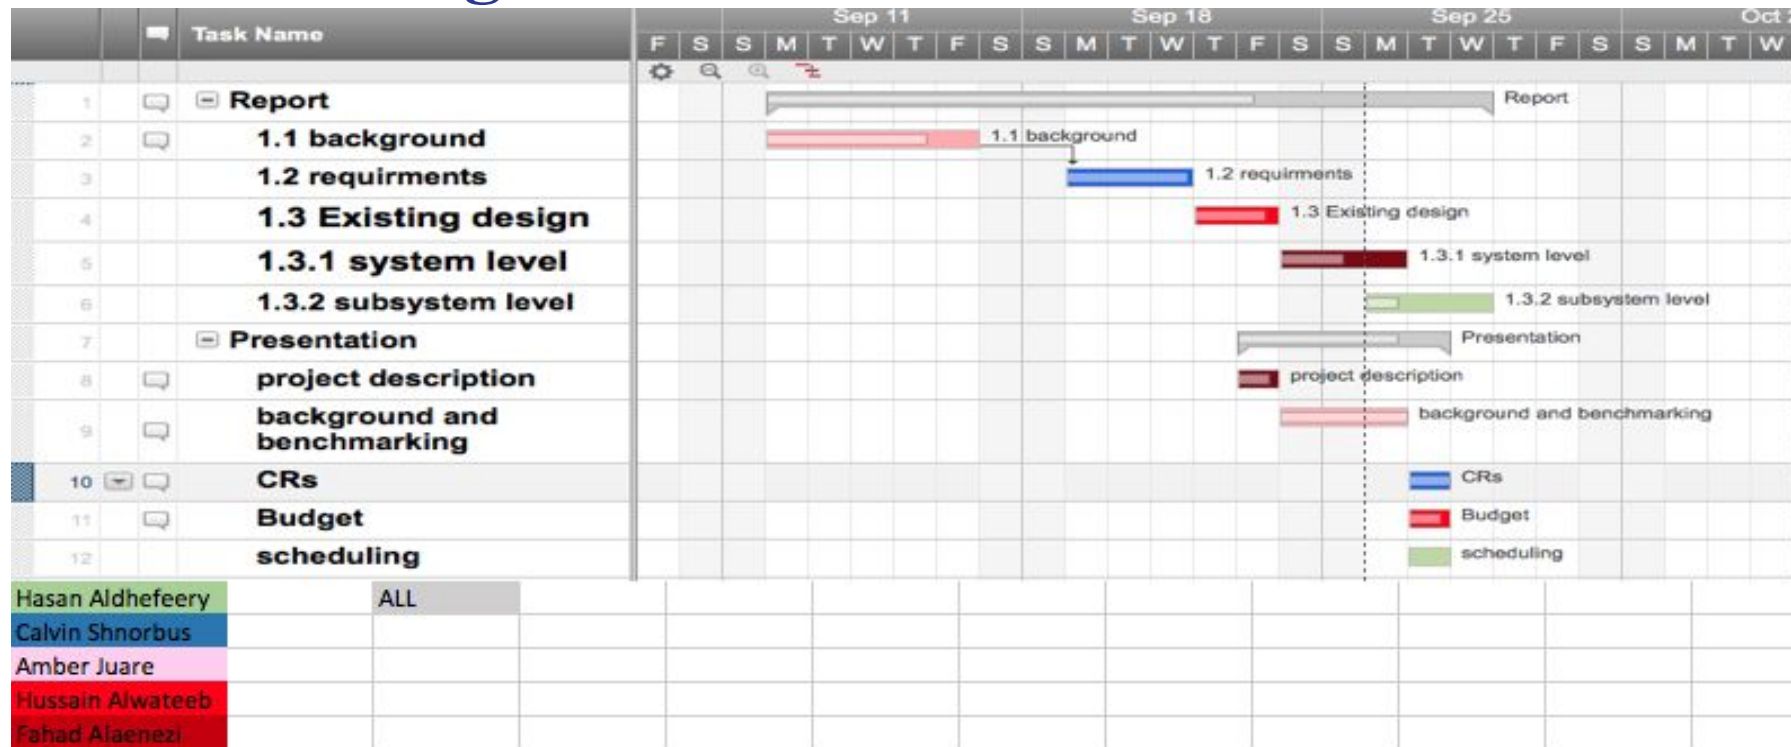 Sep 11 Sep 18 Sep 25 Oct
Task Name
F S S M T W T F S S M T W T F S S M T W T F S S M T W
1 Report Report
2 1.1 background 1.1 background
3 1.2 requirments 1.2 requirments
4 1.3 Existing design 1.3 Existing design
5 1.3.1 system level 1.3.1 system level
6 1.3.2 subsystem level 1.3.2 subsystem level
7 Presentation Presentation
8 project description project description
9 background and
benchmarking background and benchmarking
10 CRs CRs
11 Budget Budget
12 scheduling scheduling
Hasan Aldhefeery ALL
Calvin Shnorbus
Amber Juare
Hussain Alwateeb
Fahad Alaenezi